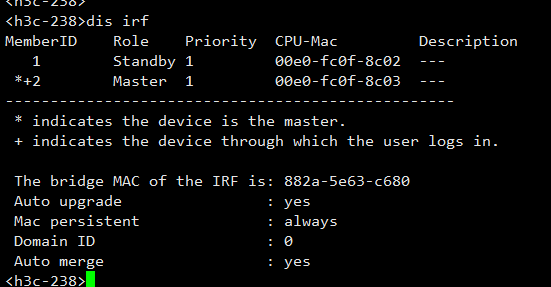 <h3c-238>
<h3c-238>dis irf
MemberID    Role    Priority  CPU-Mac         Description
   1        Standby 1         00e0-fc0f-8c02  ---
 *+2        Master  1         00e0-fc0f-8c03  ---
--------------------------------------------------
 * indicates the device is the master.
 + indicates the device through which the user logs in.

 The bridge MAC of the IRF is: 882a-5e63-c680
 Auto upgrade                : yes
 Mac persistent              : always
 Domain ID                   : 0
 Auto merge                  : yes
<h3c-238>